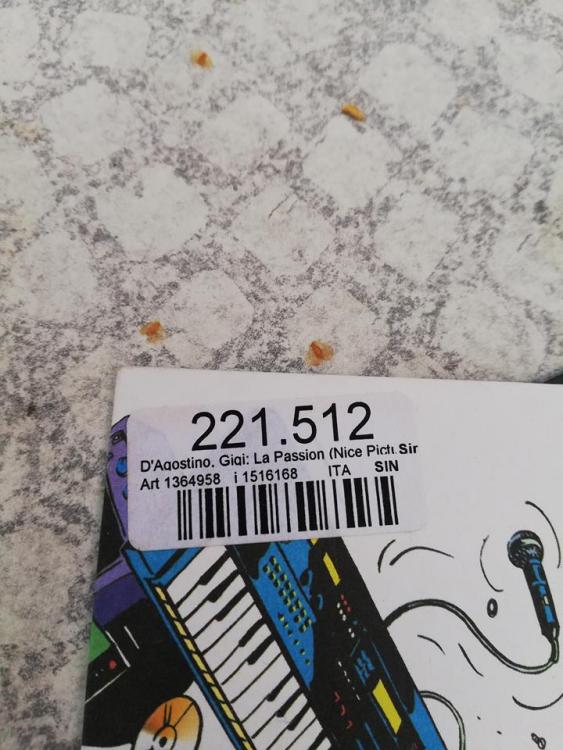 221.512
D'Agostino, Gigi: La Passion (Nice Pict.Sir
Art 1364958 i 1516168 ITA SIN